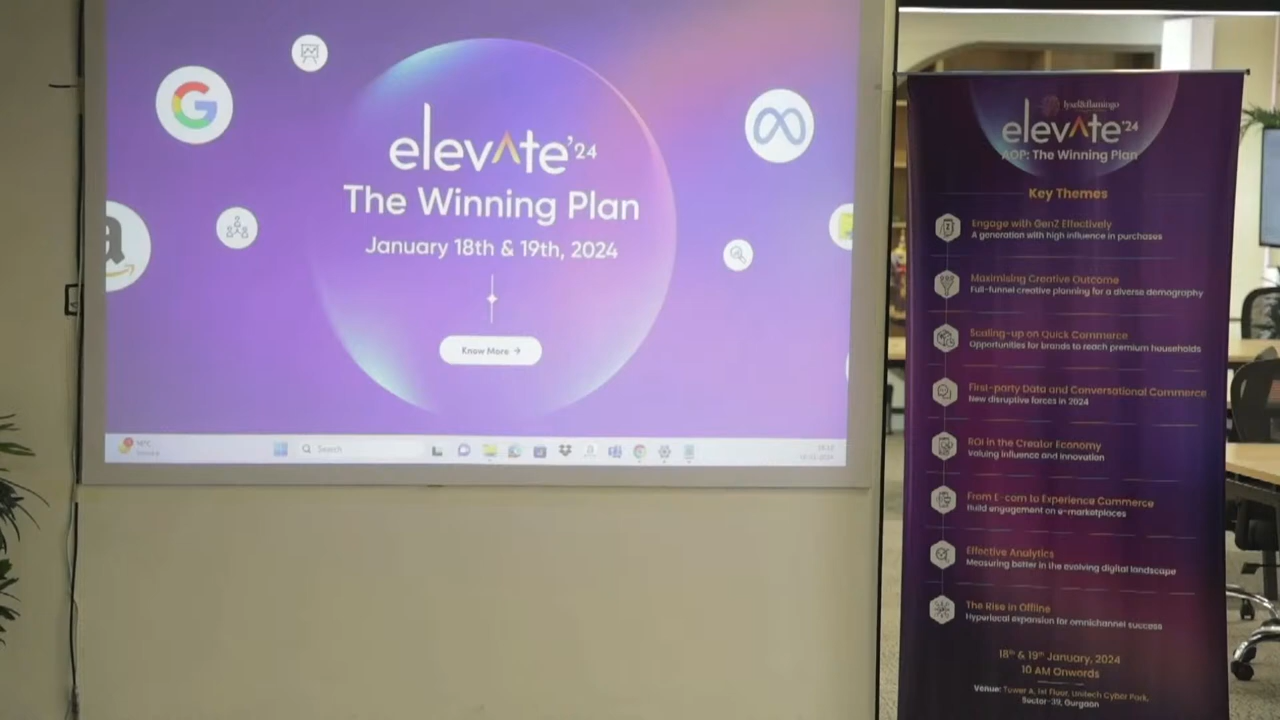 elevate'24
The Winning Plan
January 18th & 19th, 2024
Know More →
Search
lyxel&flamingo
elevate'24
AOP: The Winning Plan
Key Themes
Engage with GenZ Effectively
A generation with high influence in purchases
Maximising Creative Outcome
Full-funnel creative planning for a diverse demography
Scaling-up on Quick Commerce
Opportunities for brands to reach premium households
First-party Data and Conversational Commerce
New disruptive forces in 2024
ROI in the Creator Economy
Valuing influence and innovation
From E-com to Experience Commerce
Build engagement on e-marketplaces
Effective Analytics
Measuring better in the evolving digital landscape
The Rise in Offline
Hyperlocal expansion for omnichannel success
18th & 19th January, 2024
10 AM Onwords
Venue: Tower A, 1st Floor, Unitech Cyber Park,
Sector-39, Gurgaon